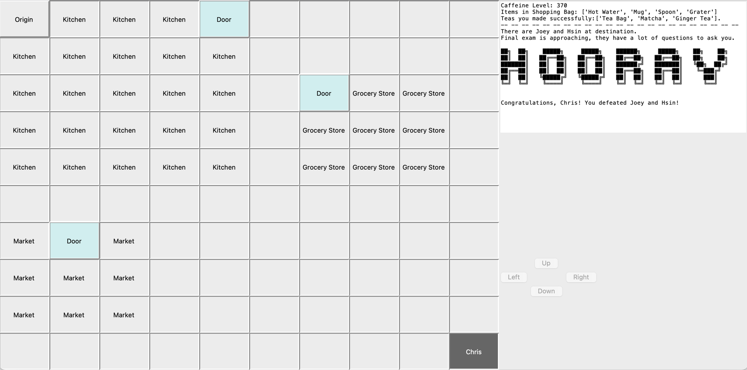 Origin Kitchen Kitchen Kitchen Door
Kitchen Kitchen Kitchen Kitchen Kitchen
Kitchen Kitchen Kitchen Kitchen Kitchen Door Grocery Store Grocery Store
Kitchen Kitchen Kitchen Kitchen Kitchen Grocery Store Grocery Store Grocery Store
Kitchen Kitchen Kitchen Kitchen Kitchen Grocery Store Grocery Store Grocery Store
Market Door Market
Market Market Market
Market Market Market
Chris
Caffeine Level: 370
Items in Shopping Bag: ['Hot Water', 'Mug', 'Spoon', 'Grater']
Teas you made successfully:['Tea Bag', 'Matcha', 'Ginger Tea'].
There are Joey and Hsin at destination.
Final exam is approaching, they have a lot of questions to ask you.
HOORAY
Congratulations, Chris! You defeated Joey and Hsin!
Up
Left Right
Down